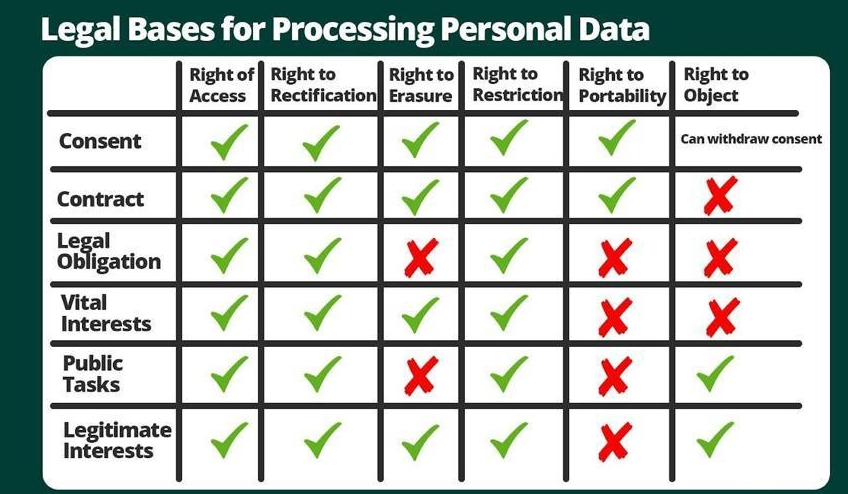 Legal Bases for Processing Personal Data
Right of Access
Right to Rectification
Right to Erasure
Right to Restriction
Right to Portability
Right to Object
Consent
Can withdraw consent
Contract
Legal Obligation
Vital Interests
Public Tasks
Legitimate Interests